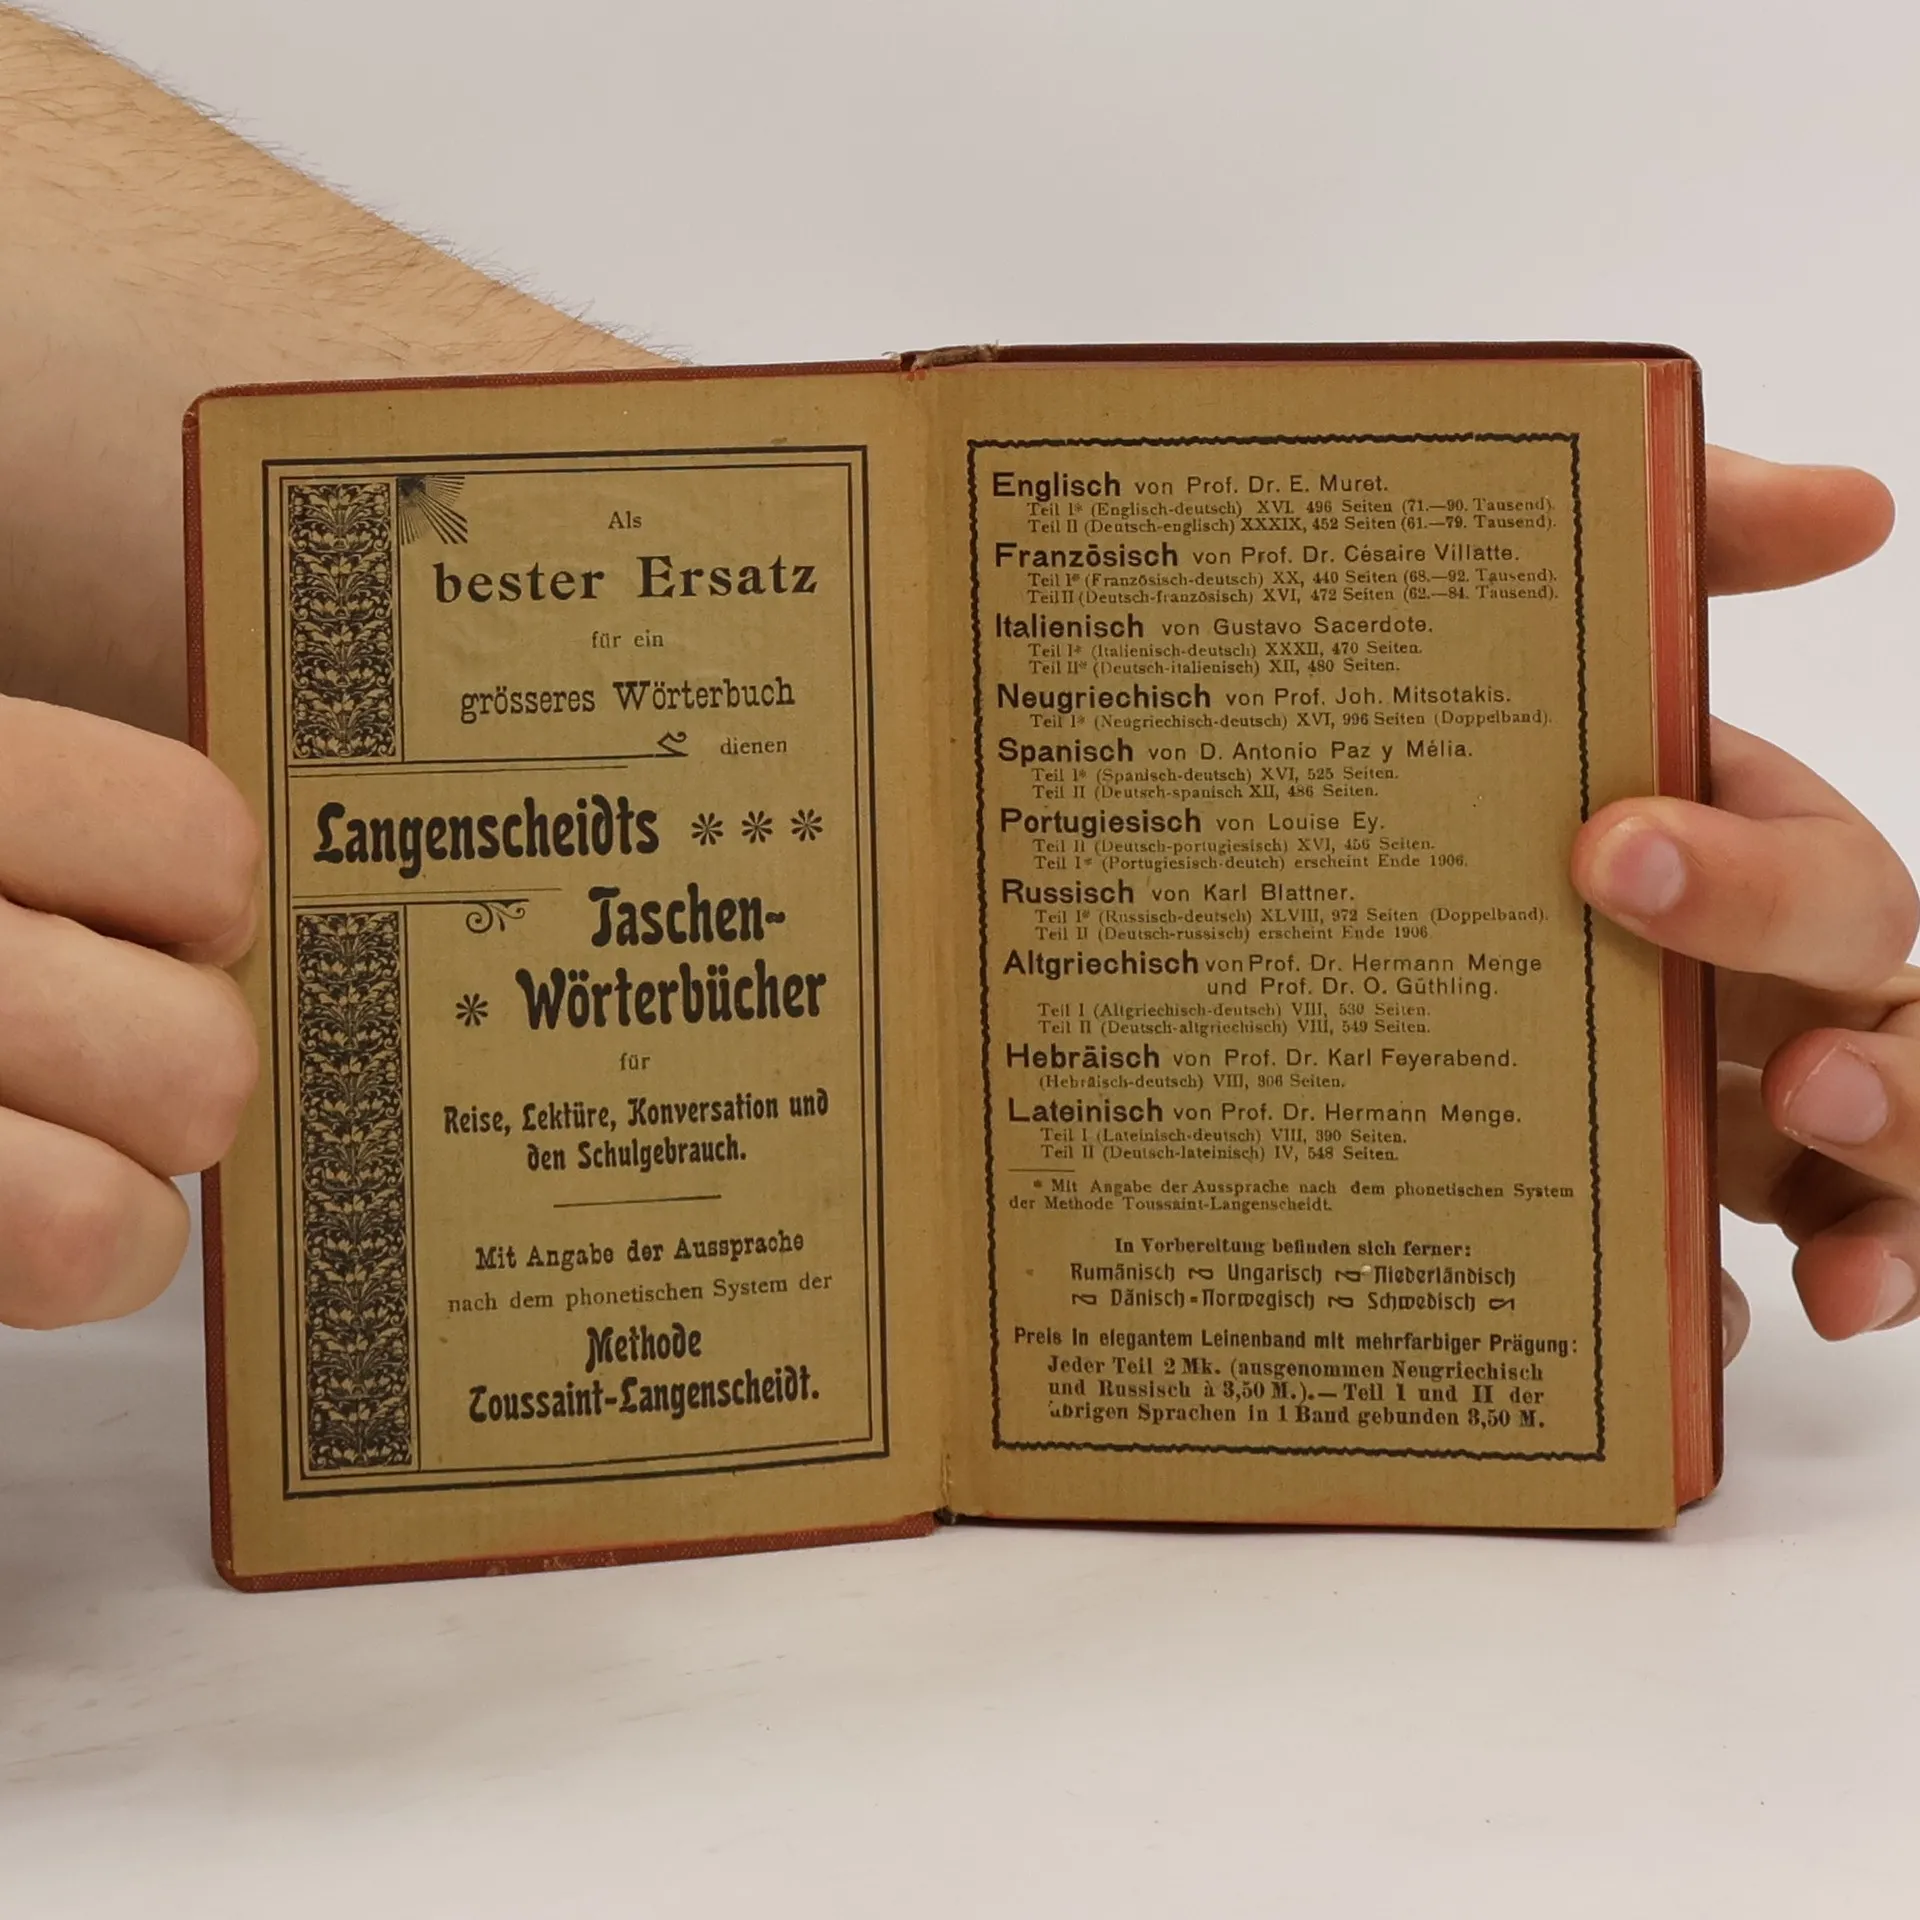 Als
bester Ersatz
für ein
grösseres Wörterbuch
dienen
Langenscheidts * * *
Taschen-
* Wörterbücher
für
Reise, Lektüre, Konversation und
den Schulgebrauch.
Mit Angabe der Aussprache
nach dem phonetischen System der
Methode
Toussaint-Langenscheidt.
Englisch von Prof. Dr. E. Muret.
Teil I* (Englisch-deutsch) XVI, 496 Seiten (71.—90. Tausend).
Teil II (Deutsch-englisch) XXXIX, 452 Seiten (61.—79. Tausend).
Französisch von Prof. Dr. Césaire Villatte.
Teil I* (Französisch-deutsch) XX, 440 Seiten (68.—92. Tausend).
Teil II (Deutsch-französisch) XVI, 472 Seiten (62.—84. Tausend).
Italienisch von Gustavo Sacerdote.
Teil I* (Italienisch-deutsch) XXXII, 470 Seiten.
Teil II* (Deutsch-italienisch) XII, 480 Seiten.
Neugriechisch von Prof. Joh. Mitsotakis.
Teil I* (Neugriechisch-deutsch) XVI, 996 Seiten (Doppelband).
Spanisch von D. Antonio Paz y Mélia.
Teil I* (Spanisch-deutsch) XVI, 525 Seiten.
Teil II (Deutsch-spanisch XII, 486 Seiten.
Portugiesisch von Louise Ey.
Teil II (Deutsch-portugiesisch) XVI, 456 Seiten.
Teil I* (Portugiesisch-deutch) erscheint Ende 1906.
Russisch von Karl Blattner.
Teil I* (Russisch-deutsch) XLVIII, 972 Seiten (Doppelband).
Teil II (Deutsch-russisch) erscheint Ende 1906
Altgriechisch von Prof. Dr. Hermann Menge
und Prof. Dr. O. Güthling.
Teil I (Altgriechisch-deutsch) VIII, 530 Seiten.
Teil II (Deutsch-altgriechisch) VIII, 549 Seiten.
Hebräisch von Prof. Dr. Karl Feyerabend.
(Hebräisch-deutsch) VIII, 306 Seiten.
Lateinisch von Prof. Dr. Hermann Menge.
Teil I (Lateinisch-deutsch) VIII, 390 Seiten.
Teil II (Deutsch-lateinisch) IV, 548 Seiten.
* Mit Angabe der Aussprache nach dem phonetischen System
der Methode Toussaint-Langenscheidt.
In Vorbereitung befinden sich ferner:
Rumänisch Ungarisch Niederländisch
Dänisch-Norwegisch Schwedisch
Preis in elegantem Leinenband mit mehrfarbiger Prägung:
Jeder Teil 2 Mk. (ausgenommen Neugriechisch
und Russisch à 3,50 M.).— Teil I und II der
übrigen Sprachen in 1 Band gebunden 3,50 M.